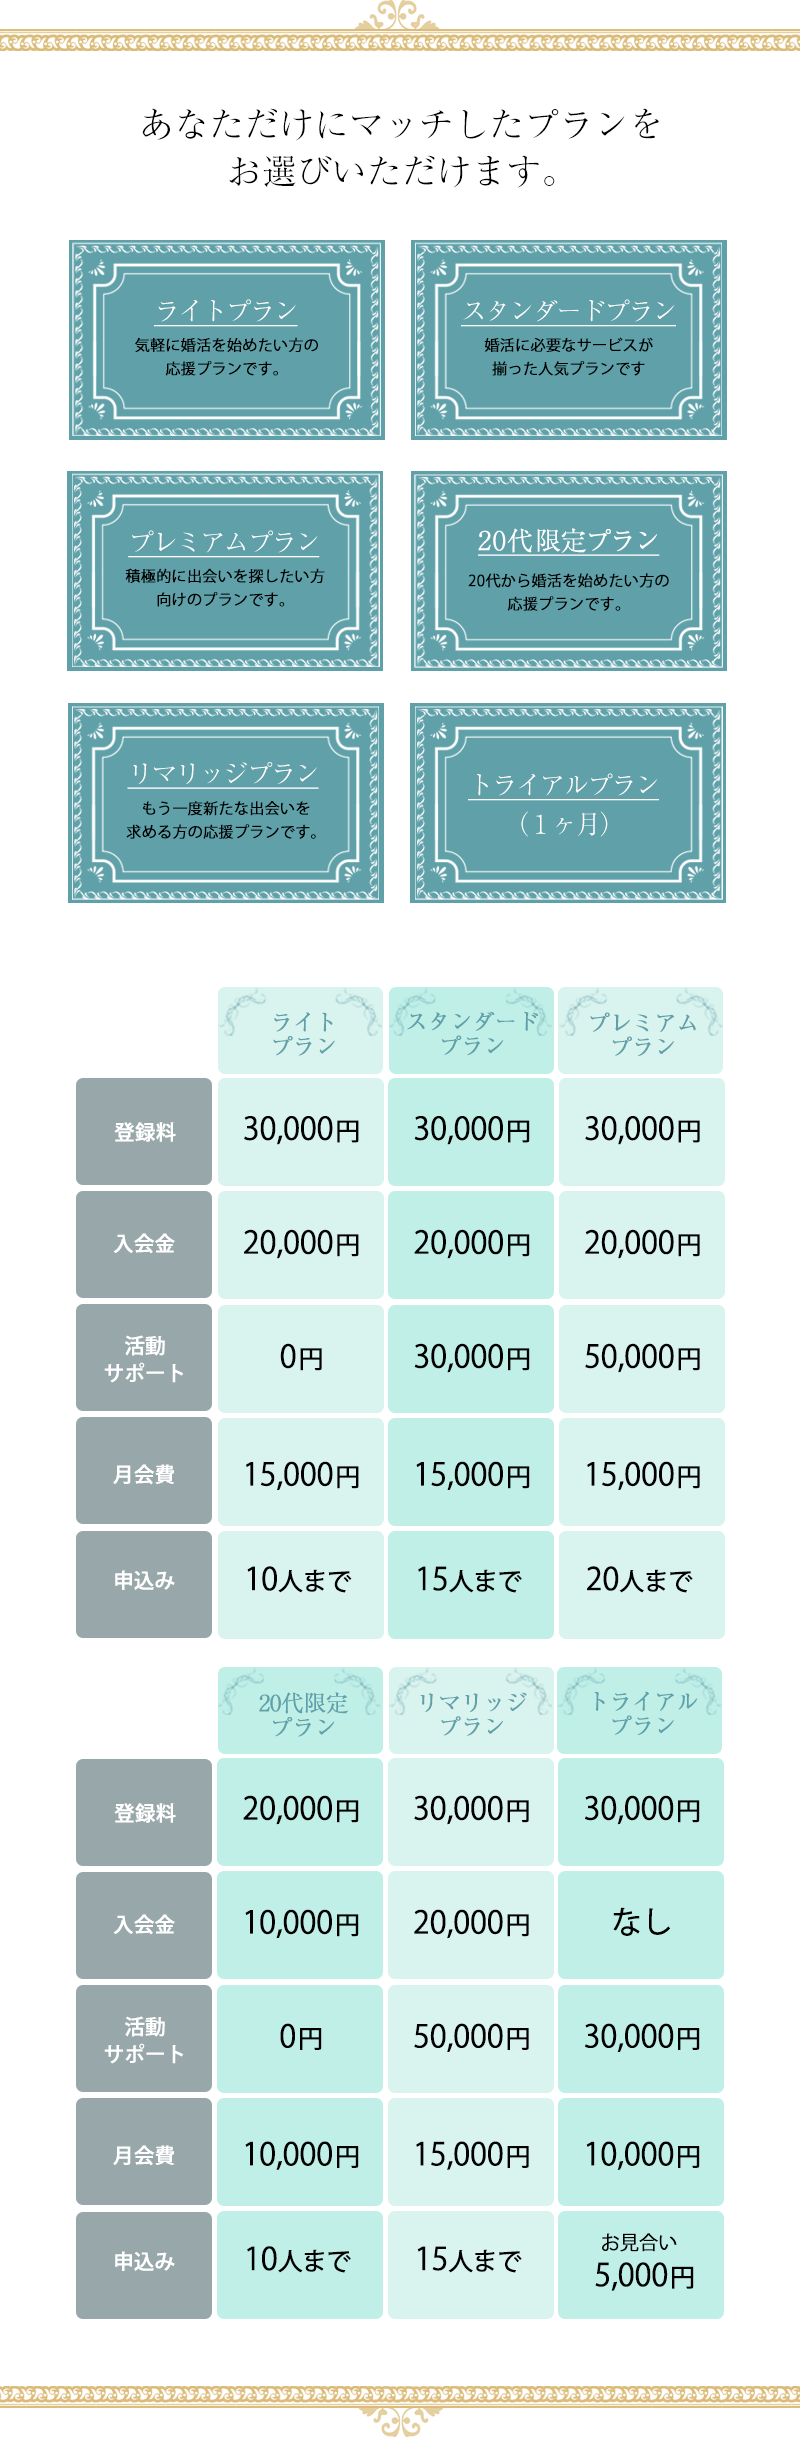 あなただけにマッチしたプランを
お選びいただけます。
ライトプラン
気軽に婚活を始めたい方の
応援プランです。
スタンダードプラン
婚活に必要なサービスが
揃った人気プランです
プレミアムプラン
積極的に出会いを探したい方
向けのプランです。
20代限定プラン
20代から婚活を始めたい方の
応援プランです。
リマリッジプラン
もう一度新たな出会いを
求める方の応援プランです。
トライアルプラン
（１ヶ月）
ライト
プラン
スタンダード
プラン
プレミアム
プラン
登録料
30,000円
30,000円
30,000円
入会金
20,000円
20,000円
20,000円
活動
サポート
0円
30,000円
50,000円
月会費
15,000円
15,000円
15,000円
申込み
10人まで
15人まで
20人まで
20代限定
プラン
リマリッジ
プラン
トライアル
プラン
登録料
20,000円
30,000円
30,000円
入会金
10,000円
20,000円
なし
活動
サポート
0円
50,000円
30,000円
月会費
10,000円
15,000円
10,000円
申込み
10人まで
15人まで
お見合い
5,000円